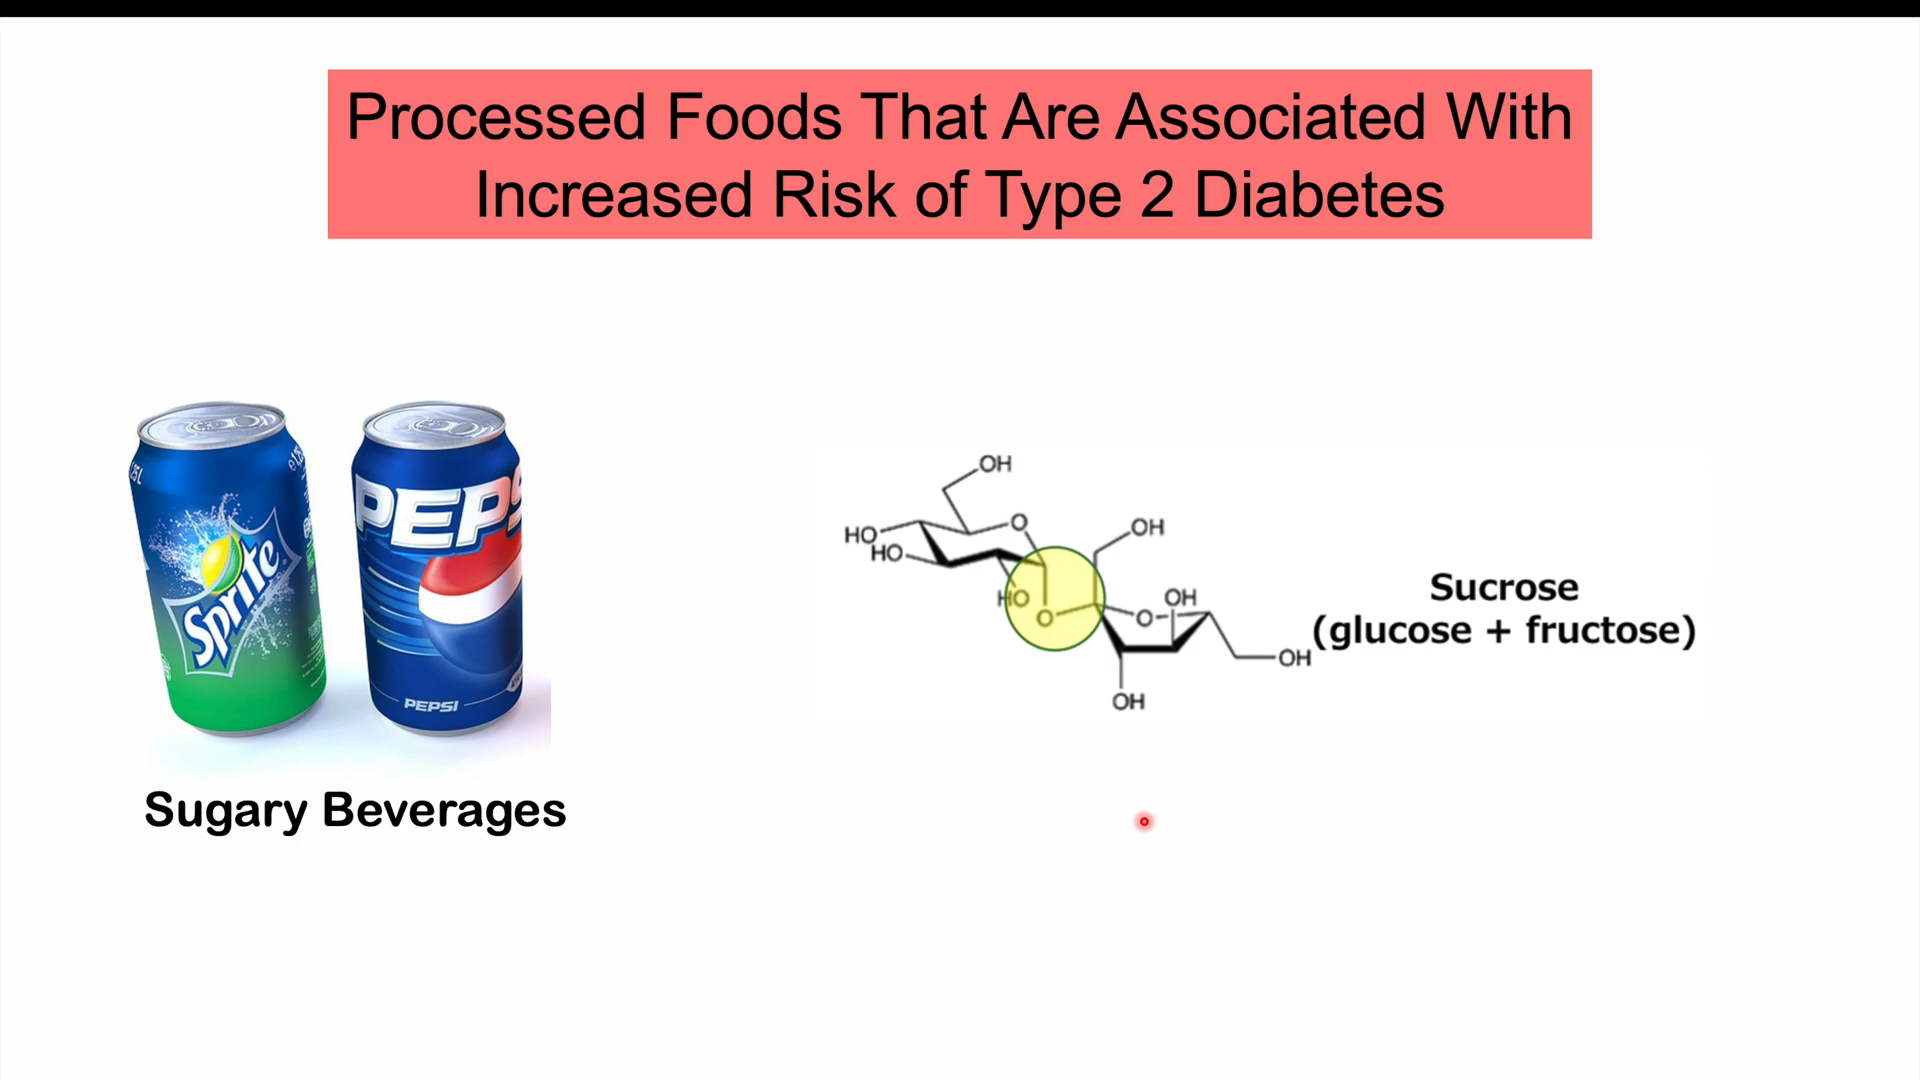 Processed Foods That Are Associated With
Increased Risk of Type 2 Diabetes
Sprite
PEPS
PEPSI
Sugary Beverages
OH
HO
O
OH
HO
HO
O
O
OH
OH
OH
Sucrose
(glucose + fructose)